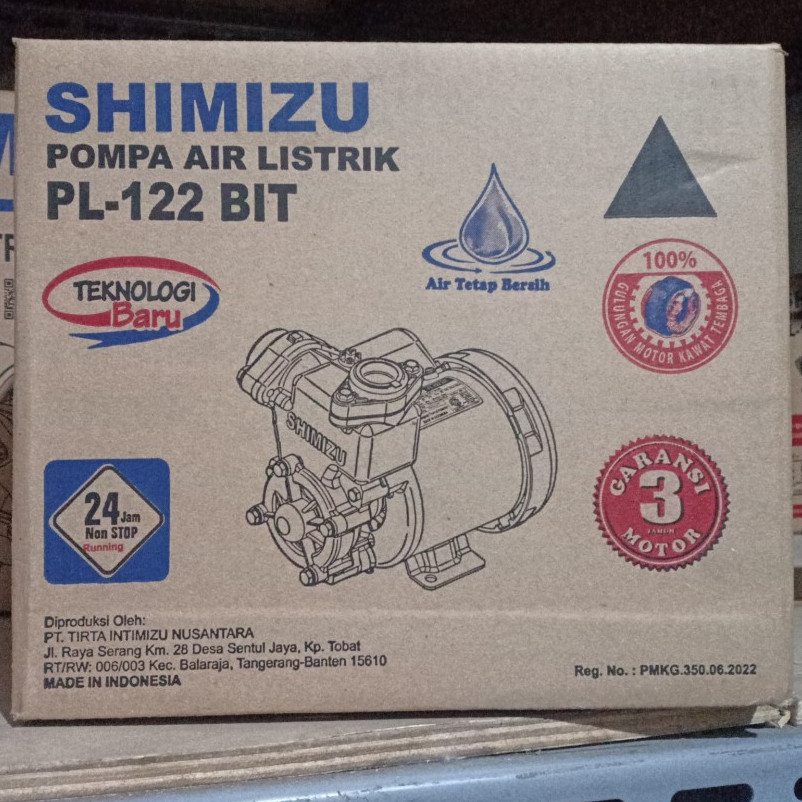 SHIMIZU
POMPA AIR LISTRIK
PL-122 BIT
TEKNOLOGI
Baru
Air Tetap Bersih
100%
GULUNGAN MOTOR KAWAT TEMBAGA
SHIMIZU
24 Jam
Non STOP
Running
GARANSI
3
TAHUN
MOTOR
Diproduksi Oleh:
PT. TIRTA INTIMIZU NUSANTARA
Jl. Raya Serang Km. 28 Desa Sentul Jaya, Kp. Tobat
RT/RW: 006/003 Kec. Balaraja, Tangerang-Banten 15610
MADE IN INDONESIA
Reg. No. : PMKG.350.06.2022